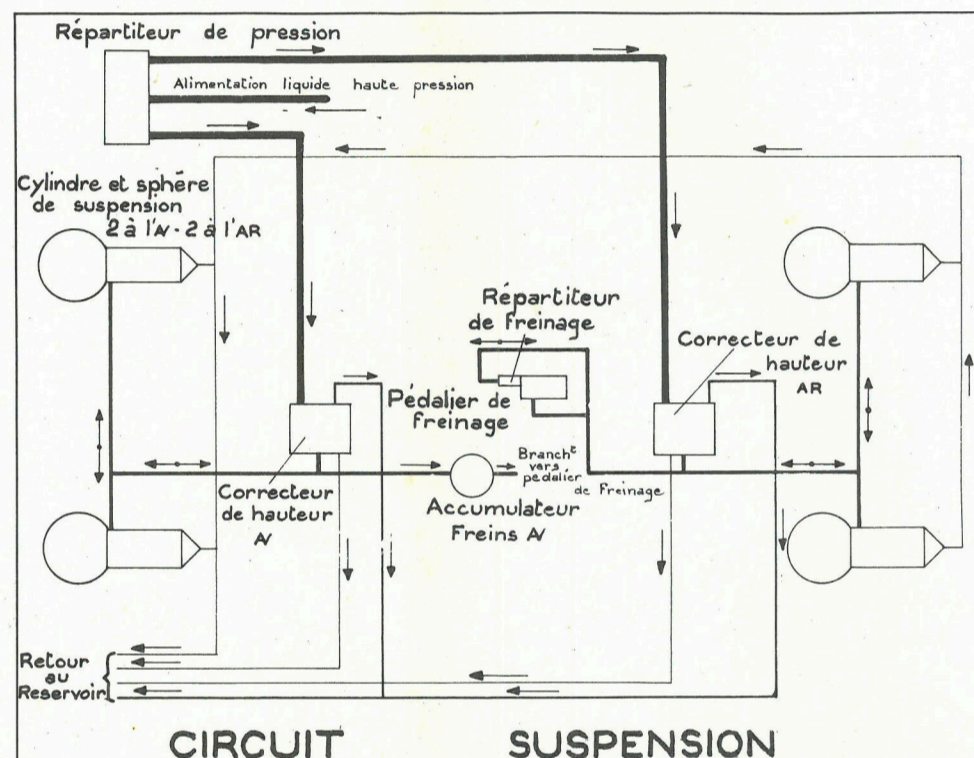 Répartiteur de pression
Alimentation liquide haute pression
Cylindre et sphère
de suspension
2 à l'AV - 2 à l'AR
Répartiteur
de freinage
Correcteur de
hauteur
AR
Pédalier de
freinage
Brancht
vers
pédalier
de Freinage
Correcteur
de hauteur
AV
Accumulateur
Freins AV
Retour
au
Reservoir
CIRCUIT SUSPENSION